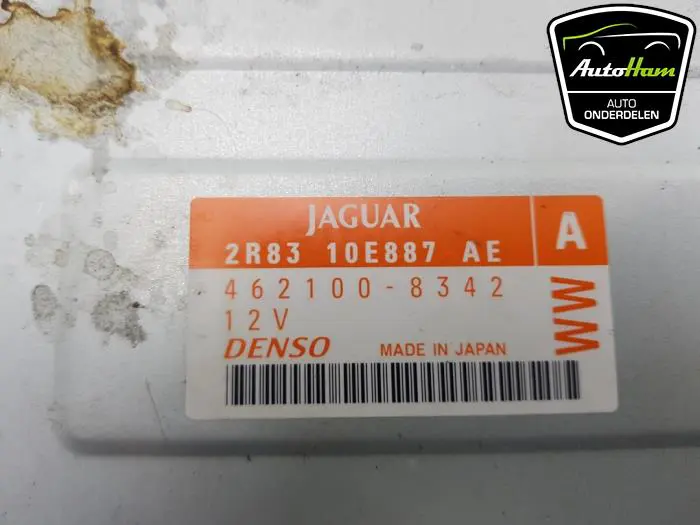 AutoHam
AUTO
ONDERDELEN
JAGUAR
2R83 10E887 AE
A
462100-8342
12V
WW
DENSO
MADE IN JAPAN